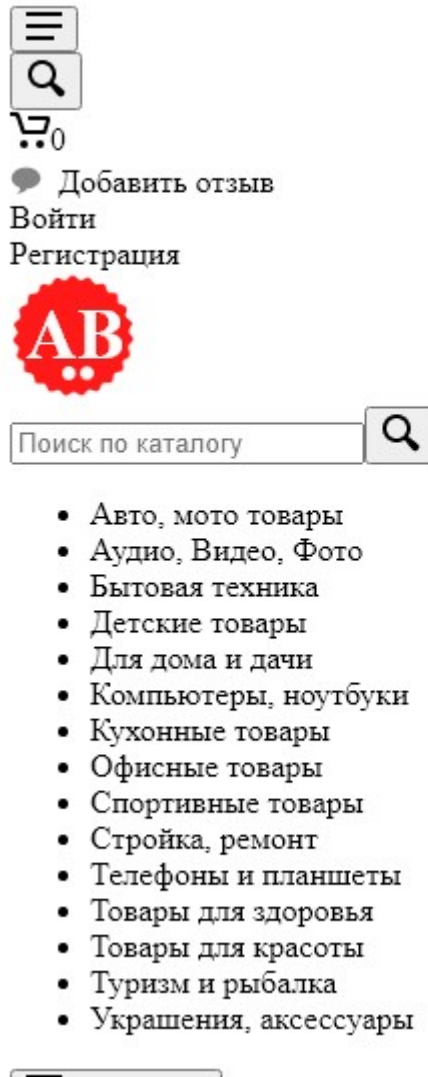 0
Добавить отзыв
Войти
Регистрация
АВ
Поиск по каталогу
Авто, мото товары
Аудио, Видео, Фото
Бытовая техника
Детские товары
Для дома и дачи
Компьютеры, ноутбуки
Кухонные товары
Офисные товары
Спортивные товары
Стройка, ремонт
Телефоны и планшеты
Товары для здоровья
Товары для красоты
Туризм и рыбалка
Украшения, аксессуары